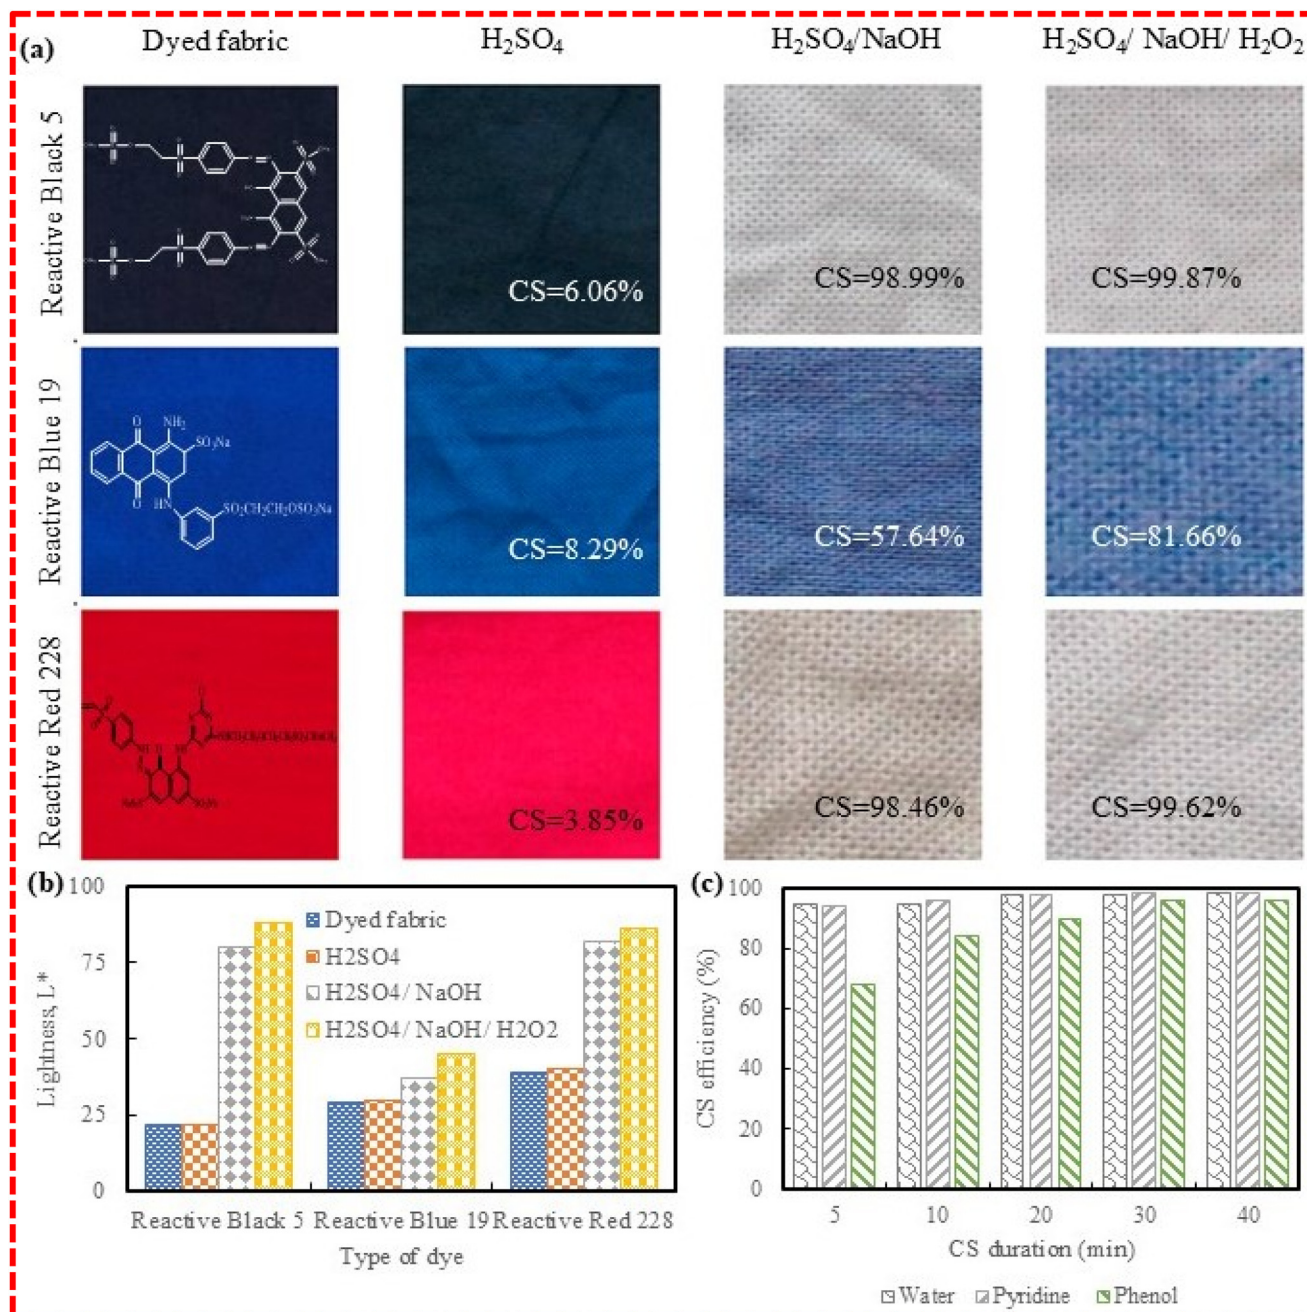 (a)
Dyed fabric
H₂SO₄
H₂SO₄/NaOH
H₂SO₄/ NaOH/ H₂O₂
Reactive Black 5
CS=6.06%
CS=98.99%
CS=99.87%
Reactive Blue 19
O
NH₂
SO₃Na
O
HN
SO₂CH₂CH₂OSO₃Na
CS=8.29%
CS=57.64%
CS=81.66%
Reactive Red 228
CS=3.85%
CS=98.46%
CS=99.62%
(b)
100
75
50
25
0
Lightness, L*
Dyed fabric
H2SO4
H2SO4/ NaOH
H2SO4/ NaOH/ H2O2
Reactive Black 5
Reactive Blue 19
Reactive Red 228
Type of dye
(c)
100
80
60
40
20
0
CS efficiency (%)
5
10
20
30
40
CS duration (min)
Water
Pyridine
Phenol